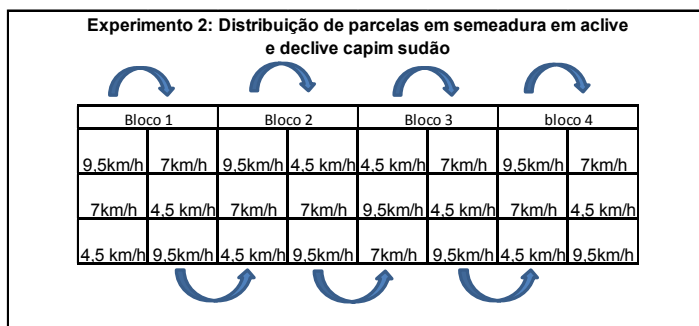 Experimento 2: Distribuição de parcelas em semeadura em aclive
e declive capim sudão
Bloco 1 Bloco 2 Bloco 3 bloco 4
9,5km/h 7km/h 9,5km/h 4,5 km/h 4,5 km/h 7km/h 9,5km/h 7km/h
7km/h 4,5 km/h 7km/h 7km/h 9,5km/h 4,5 km/h 7km/h 4,5 km/h
4,5 km/h 9,5km/h 4,5 km/h 9,5km/h 7km/h 9,5km/h 4,5 km/h 9,5km/h